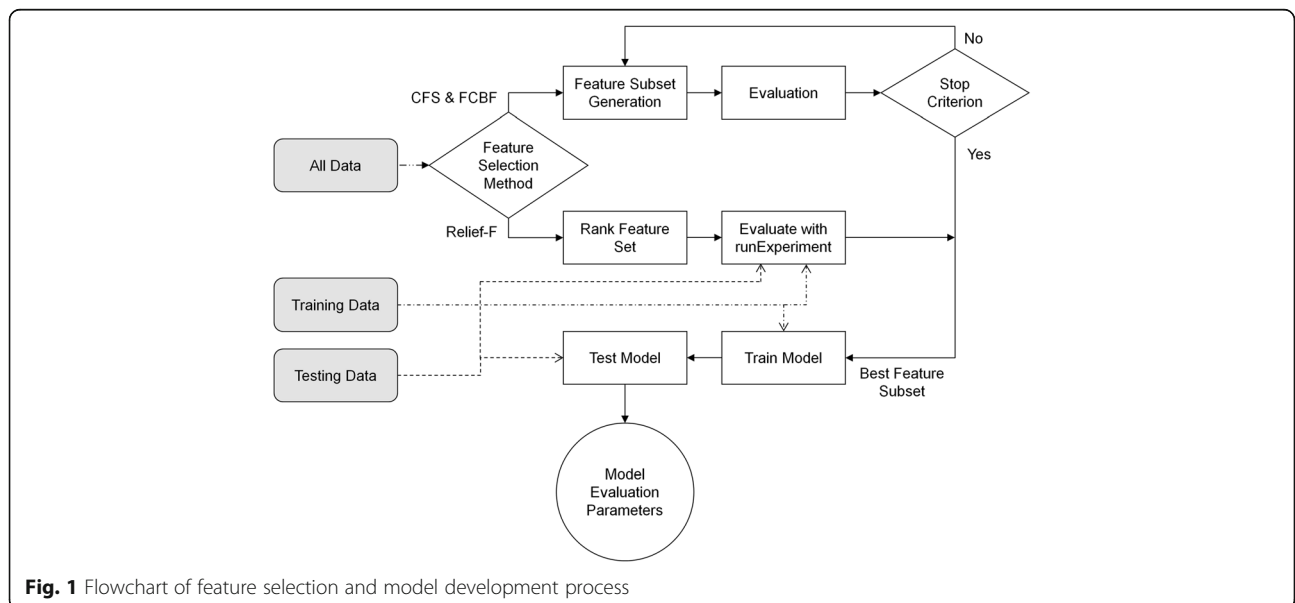 No
Feature Subset
Generation
Evaluation
Stop
Criterion
CFS & FCBF
All Data
Feature
Selection
Method
Yes
Relief-F
Rank Feature
Set
Evaluate with
runExperiment
Training Data
Testing Data
Test Model
Train Model
Best Feature
Subset
Model
Evaluation
Parameters
Fig. 1 Flowchart of feature selection and model development process